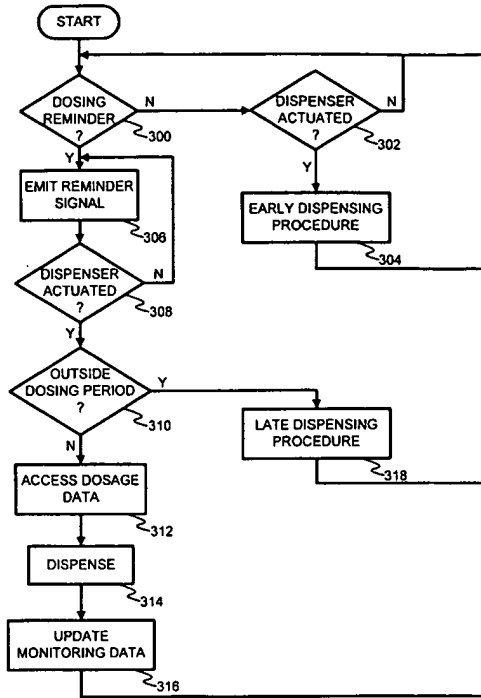 START
DOSING
REMINDER
?
300
N
Y
DISPENSER
ACTUATED
?
302
N
Y
EMIT REMINDER
SIGNAL
306
EARLY DISPENSING
PROCEDURE
304
DISPENSER
ACTUATED
?
308
N
Y
OUTSIDE
DOSING PERIOD
?
310
Y
N
LATE DISPENSING
PROCEDURE
318
ACCESS DOSAGE
DATA
312
DISPENSE
314
UPDATE
MONITORING DATA
316